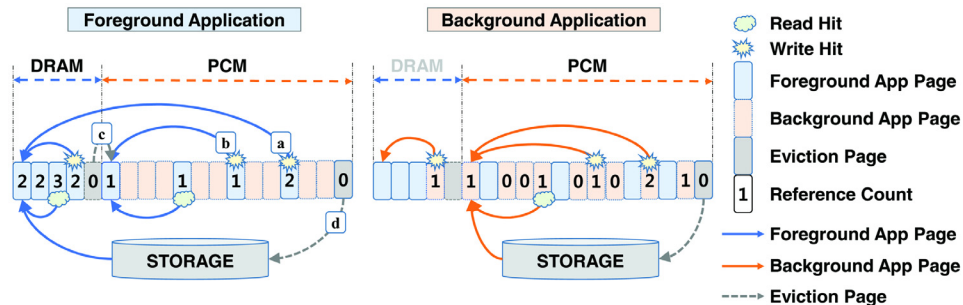 Foreground Application
Background Application
DRAM
PCM
DRAM
PCM
c
b
a
2 2 3 2 0 1 1 1 2 0
1 1 0 0 1 0 1 0 2 1 0
d
STORAGE
STORAGE
Read Hit
Write Hit
Foreground App Page
Background App Page
Eviction Page
1 Reference Count
Foreground App Page
Background App Page
Eviction Page